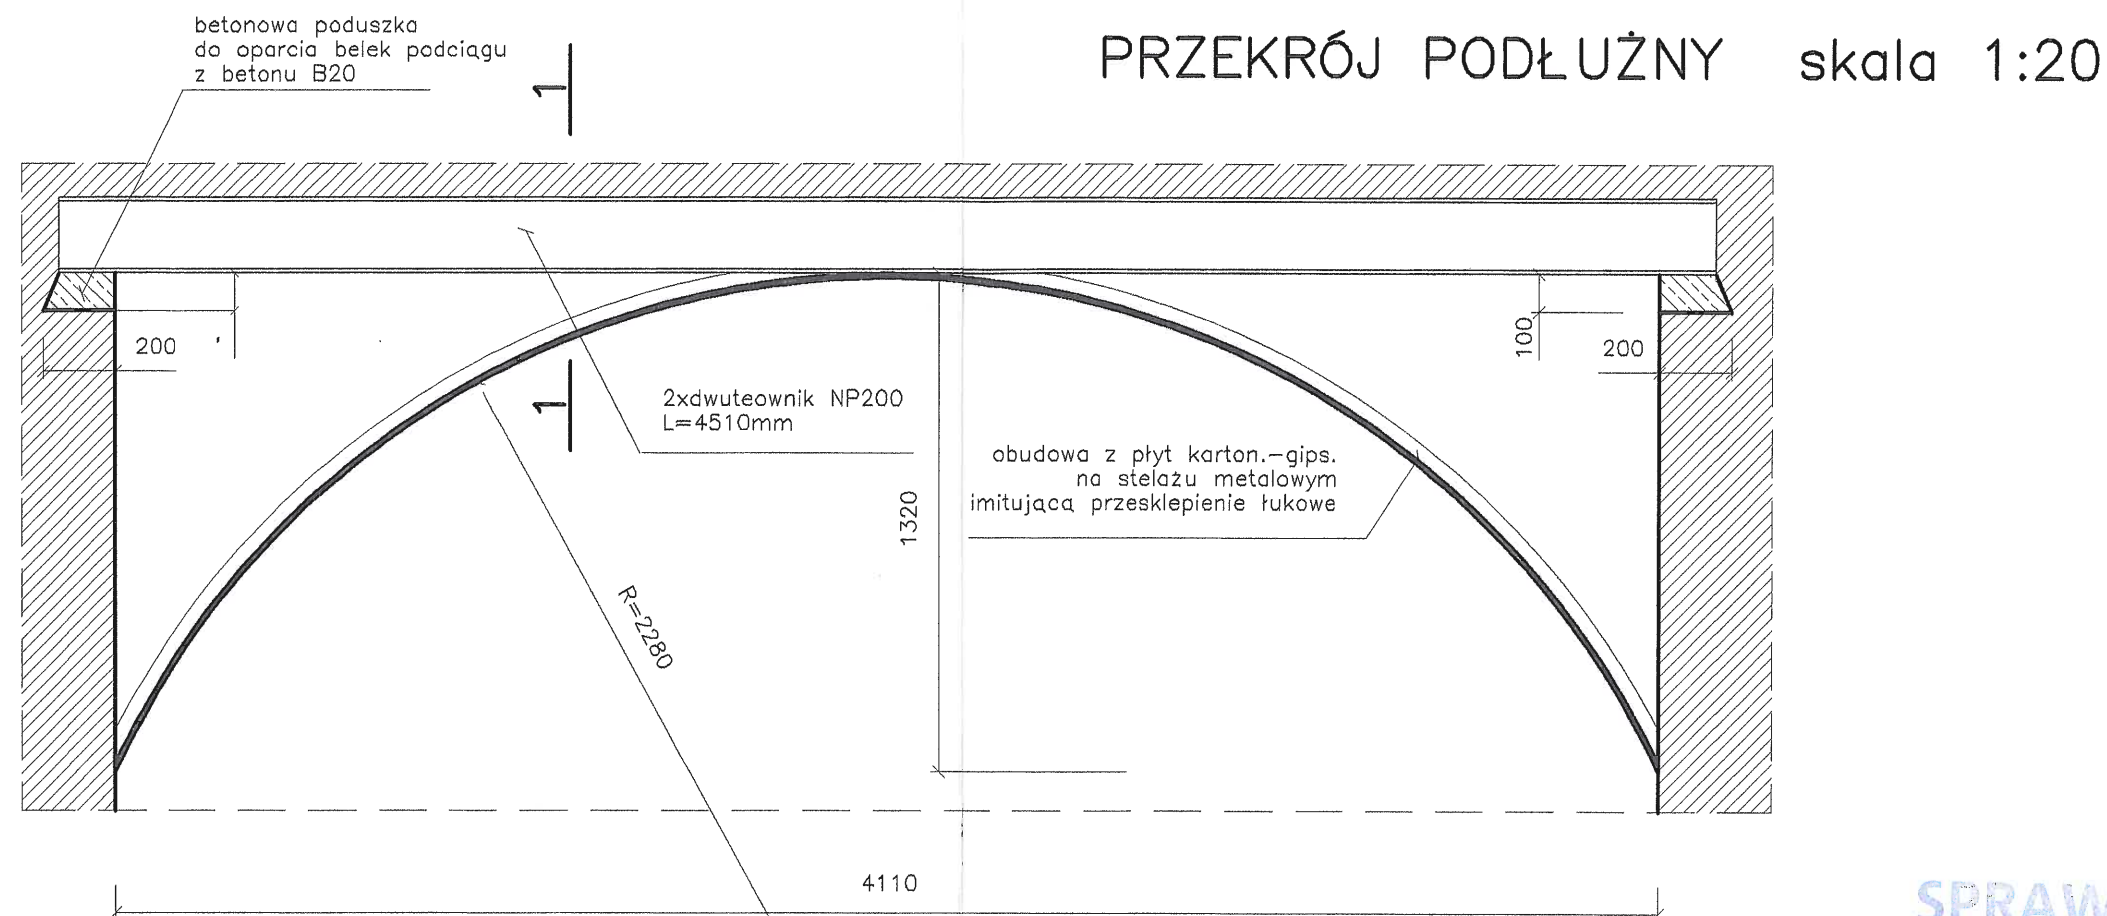 betonowa poduszka
do oparcia belek podciągu
z betonu B20
1
PRZEKRÓJ PODŁUŻNY skala 1:20
200
100
200
1
2xdwuteownik NP200
L=4510mm
obudowa z płyt karton.-gips.
na stelażu metalowym
imitująca przesklepienie łukowe
1320
R=2280
4110
SPRAW